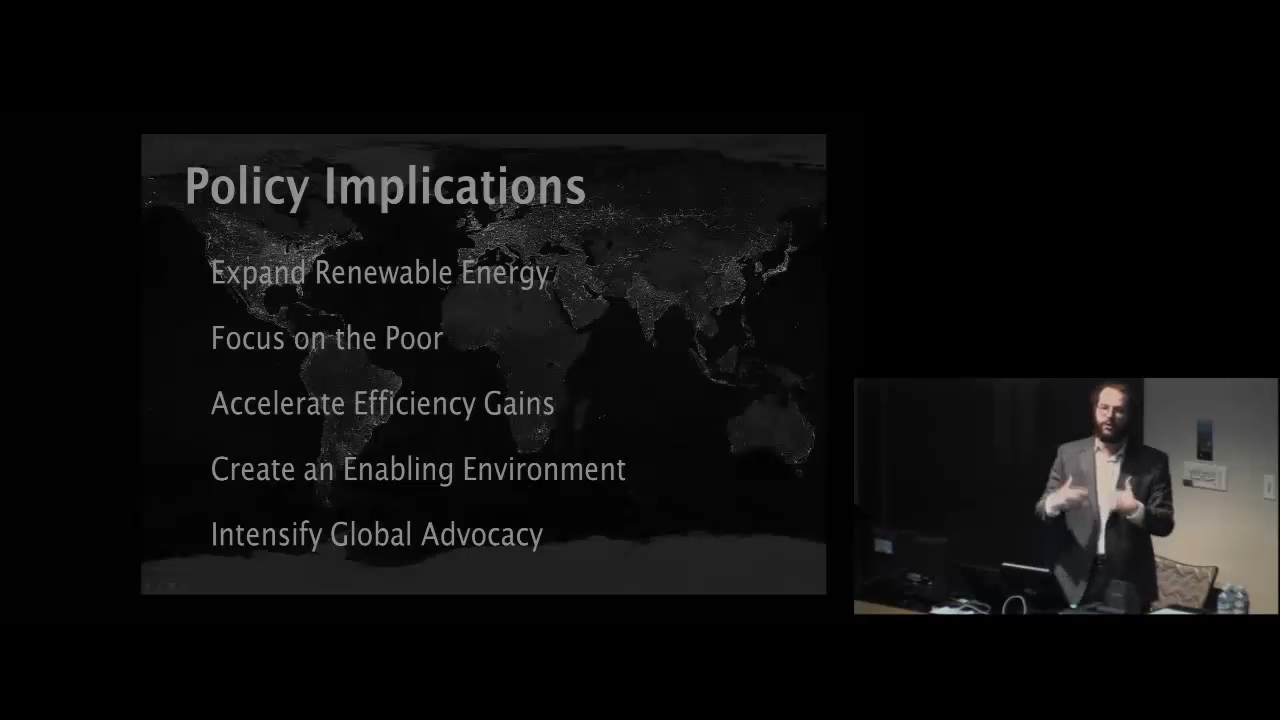 Policy Implications
Expand Renewable Energy
Focus on the Poor
Accelerate Efficiency Gains
Create an Enabling Environment
Intensify Global Advocacy